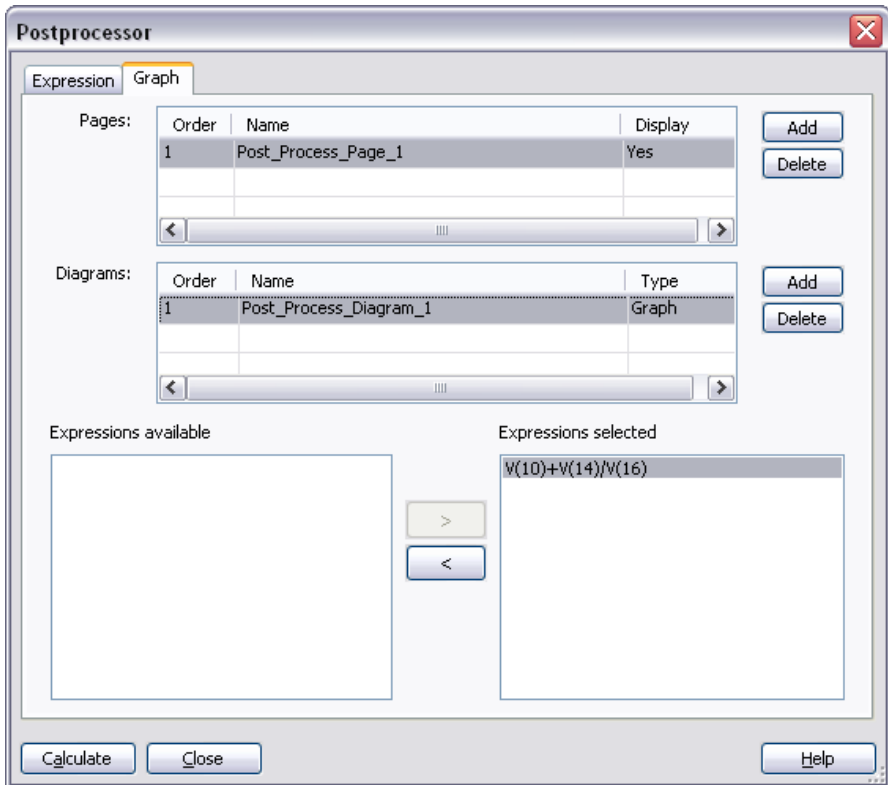 Postprocessor
Expression Graph
Pages:
Order Name Display
Add
1 Post_Process_Page_1 Yes
Delete
Diagrams:
Order Name Type
Add
1 Post_Process_Diagram_1 Graph
Delete
Expressions available Expressions selected
V(10)+V(14)/V(16)
>
<
Calculate Close Help